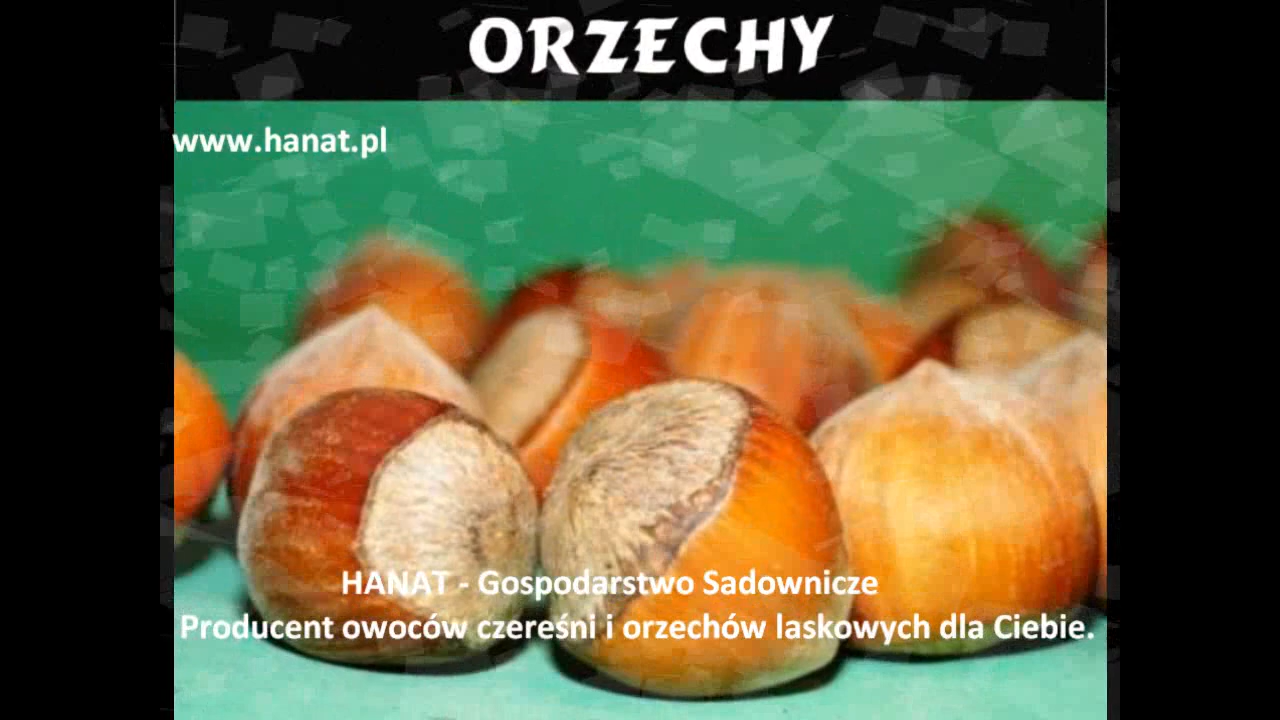 ORZECHY
www.hanat.pl
HANAT - Gospodarstwo Sadownicze
Producent owoców czereśni i orzechów laskowych dla Ciebie.